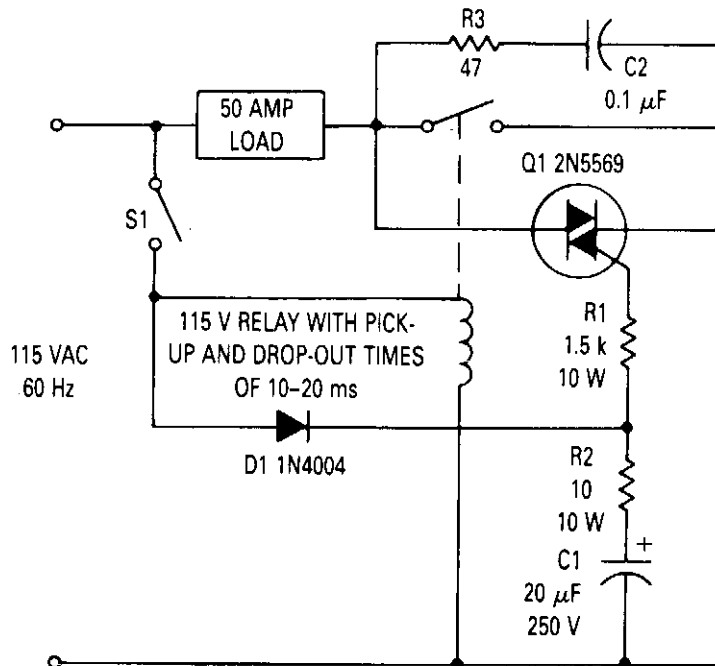 R3
47
C2
0.1 μF
50 AMP
LOAD
Q1 2N5569
S1
R1
1.5 k
10 W
115 V RELAY WITH PICK-
UP AND DROP-OUT TIMES
OF 10–20 ms
115 VAC
60 Hz
D1 1N4004
R2
10
10 W
+
C1
20 μF
250 V